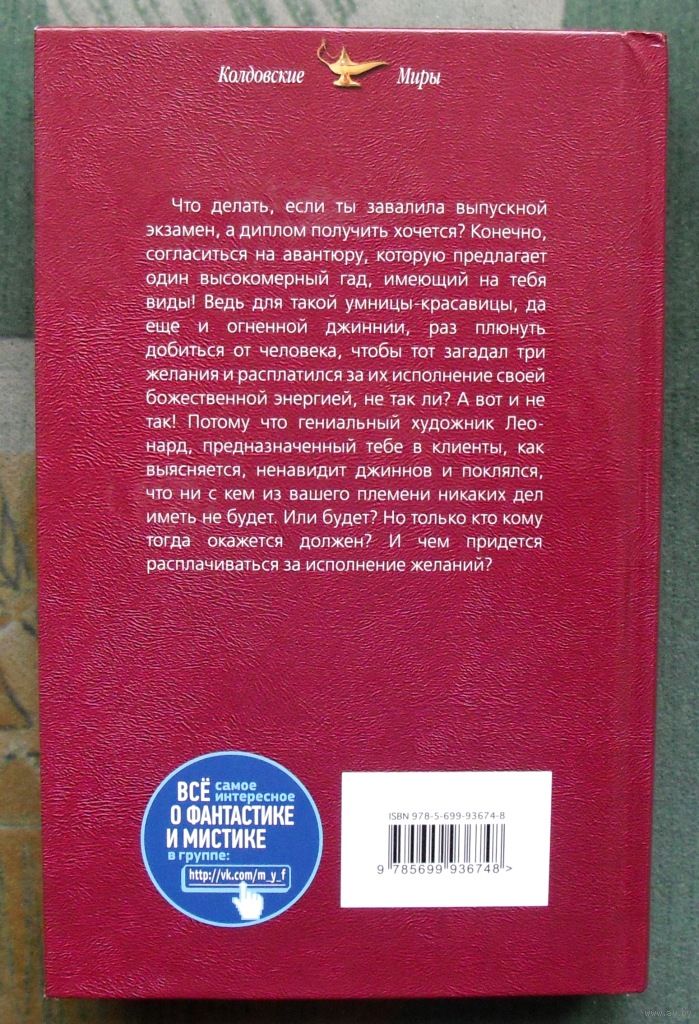 Колдовские Миры
Что делать, если ты завалила выпускной
экзамен, а диплом получить хочется? Конечно,
согласиться на авантюру, которую предлагает
один высокомерный гад, имеющий на тебя
виды! Ведь для такой умницы-красавицы, да
еще и огненной джиннии, раз плюнуть
добиться от человека, чтобы тот загадал три
желания и расплатился за их исполнение своей
божественной энергией, не так ли? А вот и не
так! Потому что гениальный художник Лео-
нард, предназначенный тебе в клиенты, как
выясняется, ненавидит джиннов и поклялся,
что ни с кем из вашего племени никаких дел
иметь не будет. Или будет? Но только кто кому
тогда окажется должен? И чем придется
расплачиваться за исполнение желаний?
ВСЁ самое
интересное
О ФАНТАСТИКЕ
И МИСТИКЕ
в группе:
http://vk.com/m_y_f
ISBN 978-5-699-93674-8
9 785699 936748 >
www.ay.by